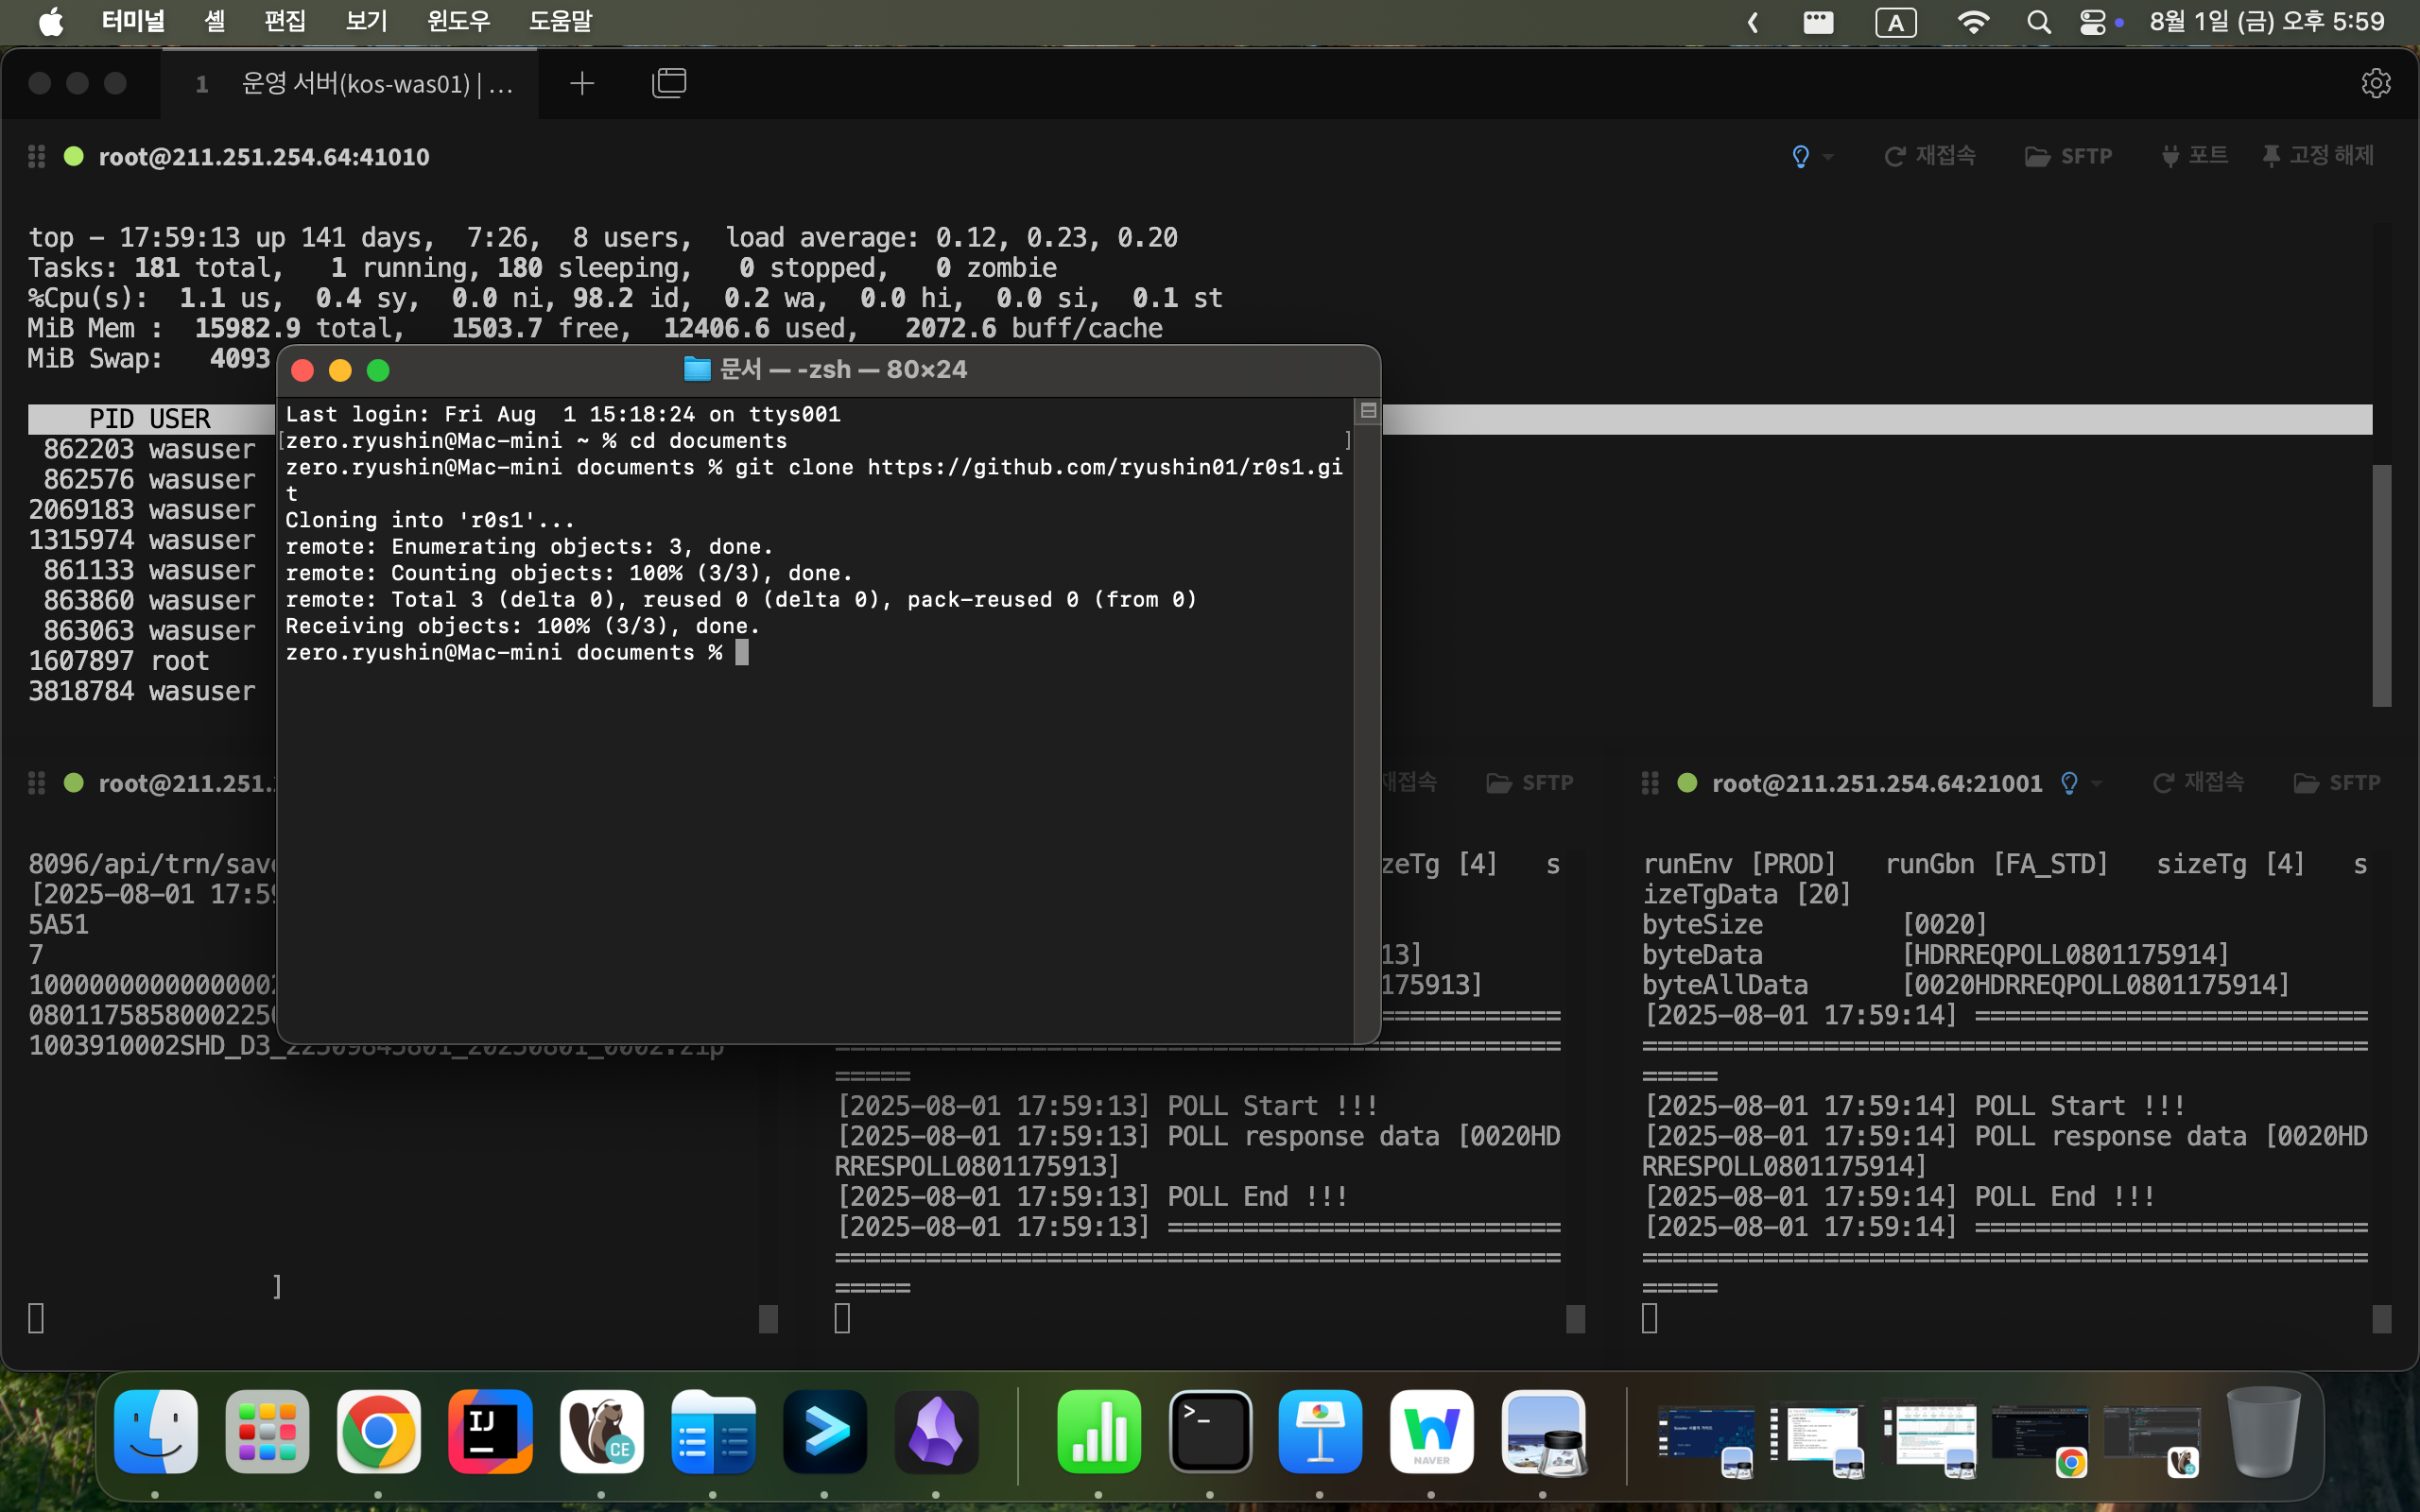 터미널 셸 편집 보기 윈도우 도움말
A 8월 1일 (금) 오후 5:59
1 운영 서버(kos-was01) | ...
root@211.251.254.64:41010
재접속 SFTP 포트 고정 해제
top - 17:59:13 up 141 days, 7:26, 8 users, load average: 0.12, 0.23, 0.20
Tasks: 181 total, 1 running, 180 sleeping, 0 stopped, 0 zombie
%Cpu(s): 1.1 us, 0.4 sy, 0.0 ni, 98.2 id, 0.2 wa, 0.0 hi, 0.0 si, 0.1 st
MiB Mem : 15982.9 total, 1503.7 free, 12406.6 used, 2072.6 buff/cache
MiB Swap: 4093
PID USER
862203 wasuser
862576 wasuser
2069183 wasuser
1315974 wasuser
861133 wasuser
863860 wasuser
863063 wasuser
1607897 root
3818784 wasuser
문서 — -zsh — 80×24
Last login: Fri Aug  1 15:18:24 on ttys001
[zero.ryushin@Mac-mini ~ % cd documents ]
zero.ryushin@Mac-mini documents % git clone https://github.com/ryushin01/r0s1.gi
t
Cloning into 'r0s1'...
remote: Enumerating objects: 3, done.
remote: Counting objects: 100% (3/3), done.
remote: Total 3 (delta 0), reused 0 (delta 0), pack-reused 0 (from 0)
Receiving objects: 100% (3/3), done.
zero.ryushin@Mac-mini documents %
root@211.251.
8096/api/trn/save
[2025-08-01 17:59
5A51
7
10000000000000002
0801175858000225
1003910002SHD_D3_22509845801_20250801_0002.zip
]
재접속 SFTP
zeTg [4] s
13]
175913]
==========================
================================================
=====
[2025-08-01 17:59:13] POLL Start !!!
[2025-08-01 17:59:13] POLL response data [0020HD
RRESPOLL0801175913]
[2025-08-01 17:59:13] POLL End !!!
[2025-08-01 17:59:13] ==========================
================================================
=====
root@211.251.254.64:21001 재접속 SFTP
runEnv [PROD] runGbn [FA_STD] sizeTg [4] s
izeTgData [20]
byteSize [0020]
byteData [HDRREQPOLL0801175914]
byteAllData [0020HDRREQPOLL0801175914]
[2025-08-01 17:59:14] ==========================
================================================
=====
[2025-08-01 17:59:14] POLL Start !!!
[2025-08-01 17:59:14] POLL response data [0020HD
RRESPOLL0801175914]
[2025-08-01 17:59:14] POLL End !!!
[2025-08-01 17:59:14] ==========================
================================================
=====
IJ
CE
>_
NAVER